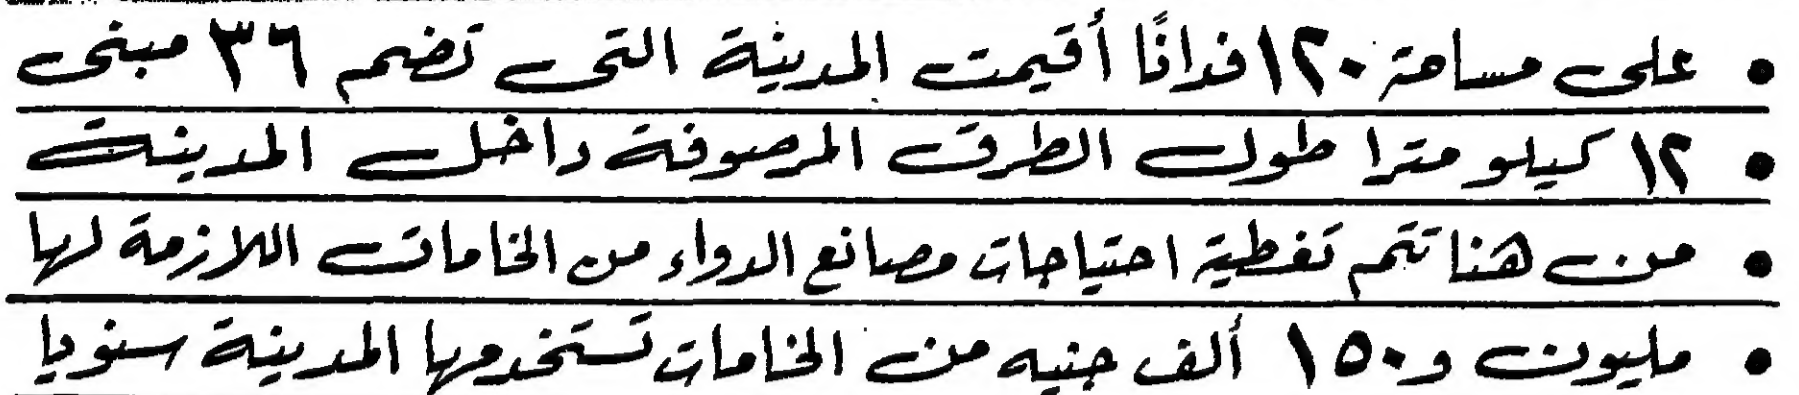 • على مساحة ١٢٠ فدانًا أقيمت المدينة التى تضم ٣٦ مبنى
• ١٢ كيلو مترا طول الطرق المرصوفة داخل المدينة
• من هنا تتم تغطية احتياجات مصانع الدواء من الخامات اللازمة لها
• مليون و ١٥٠ ألف جنيه من الخامات تستخدمها المدينة سنويا